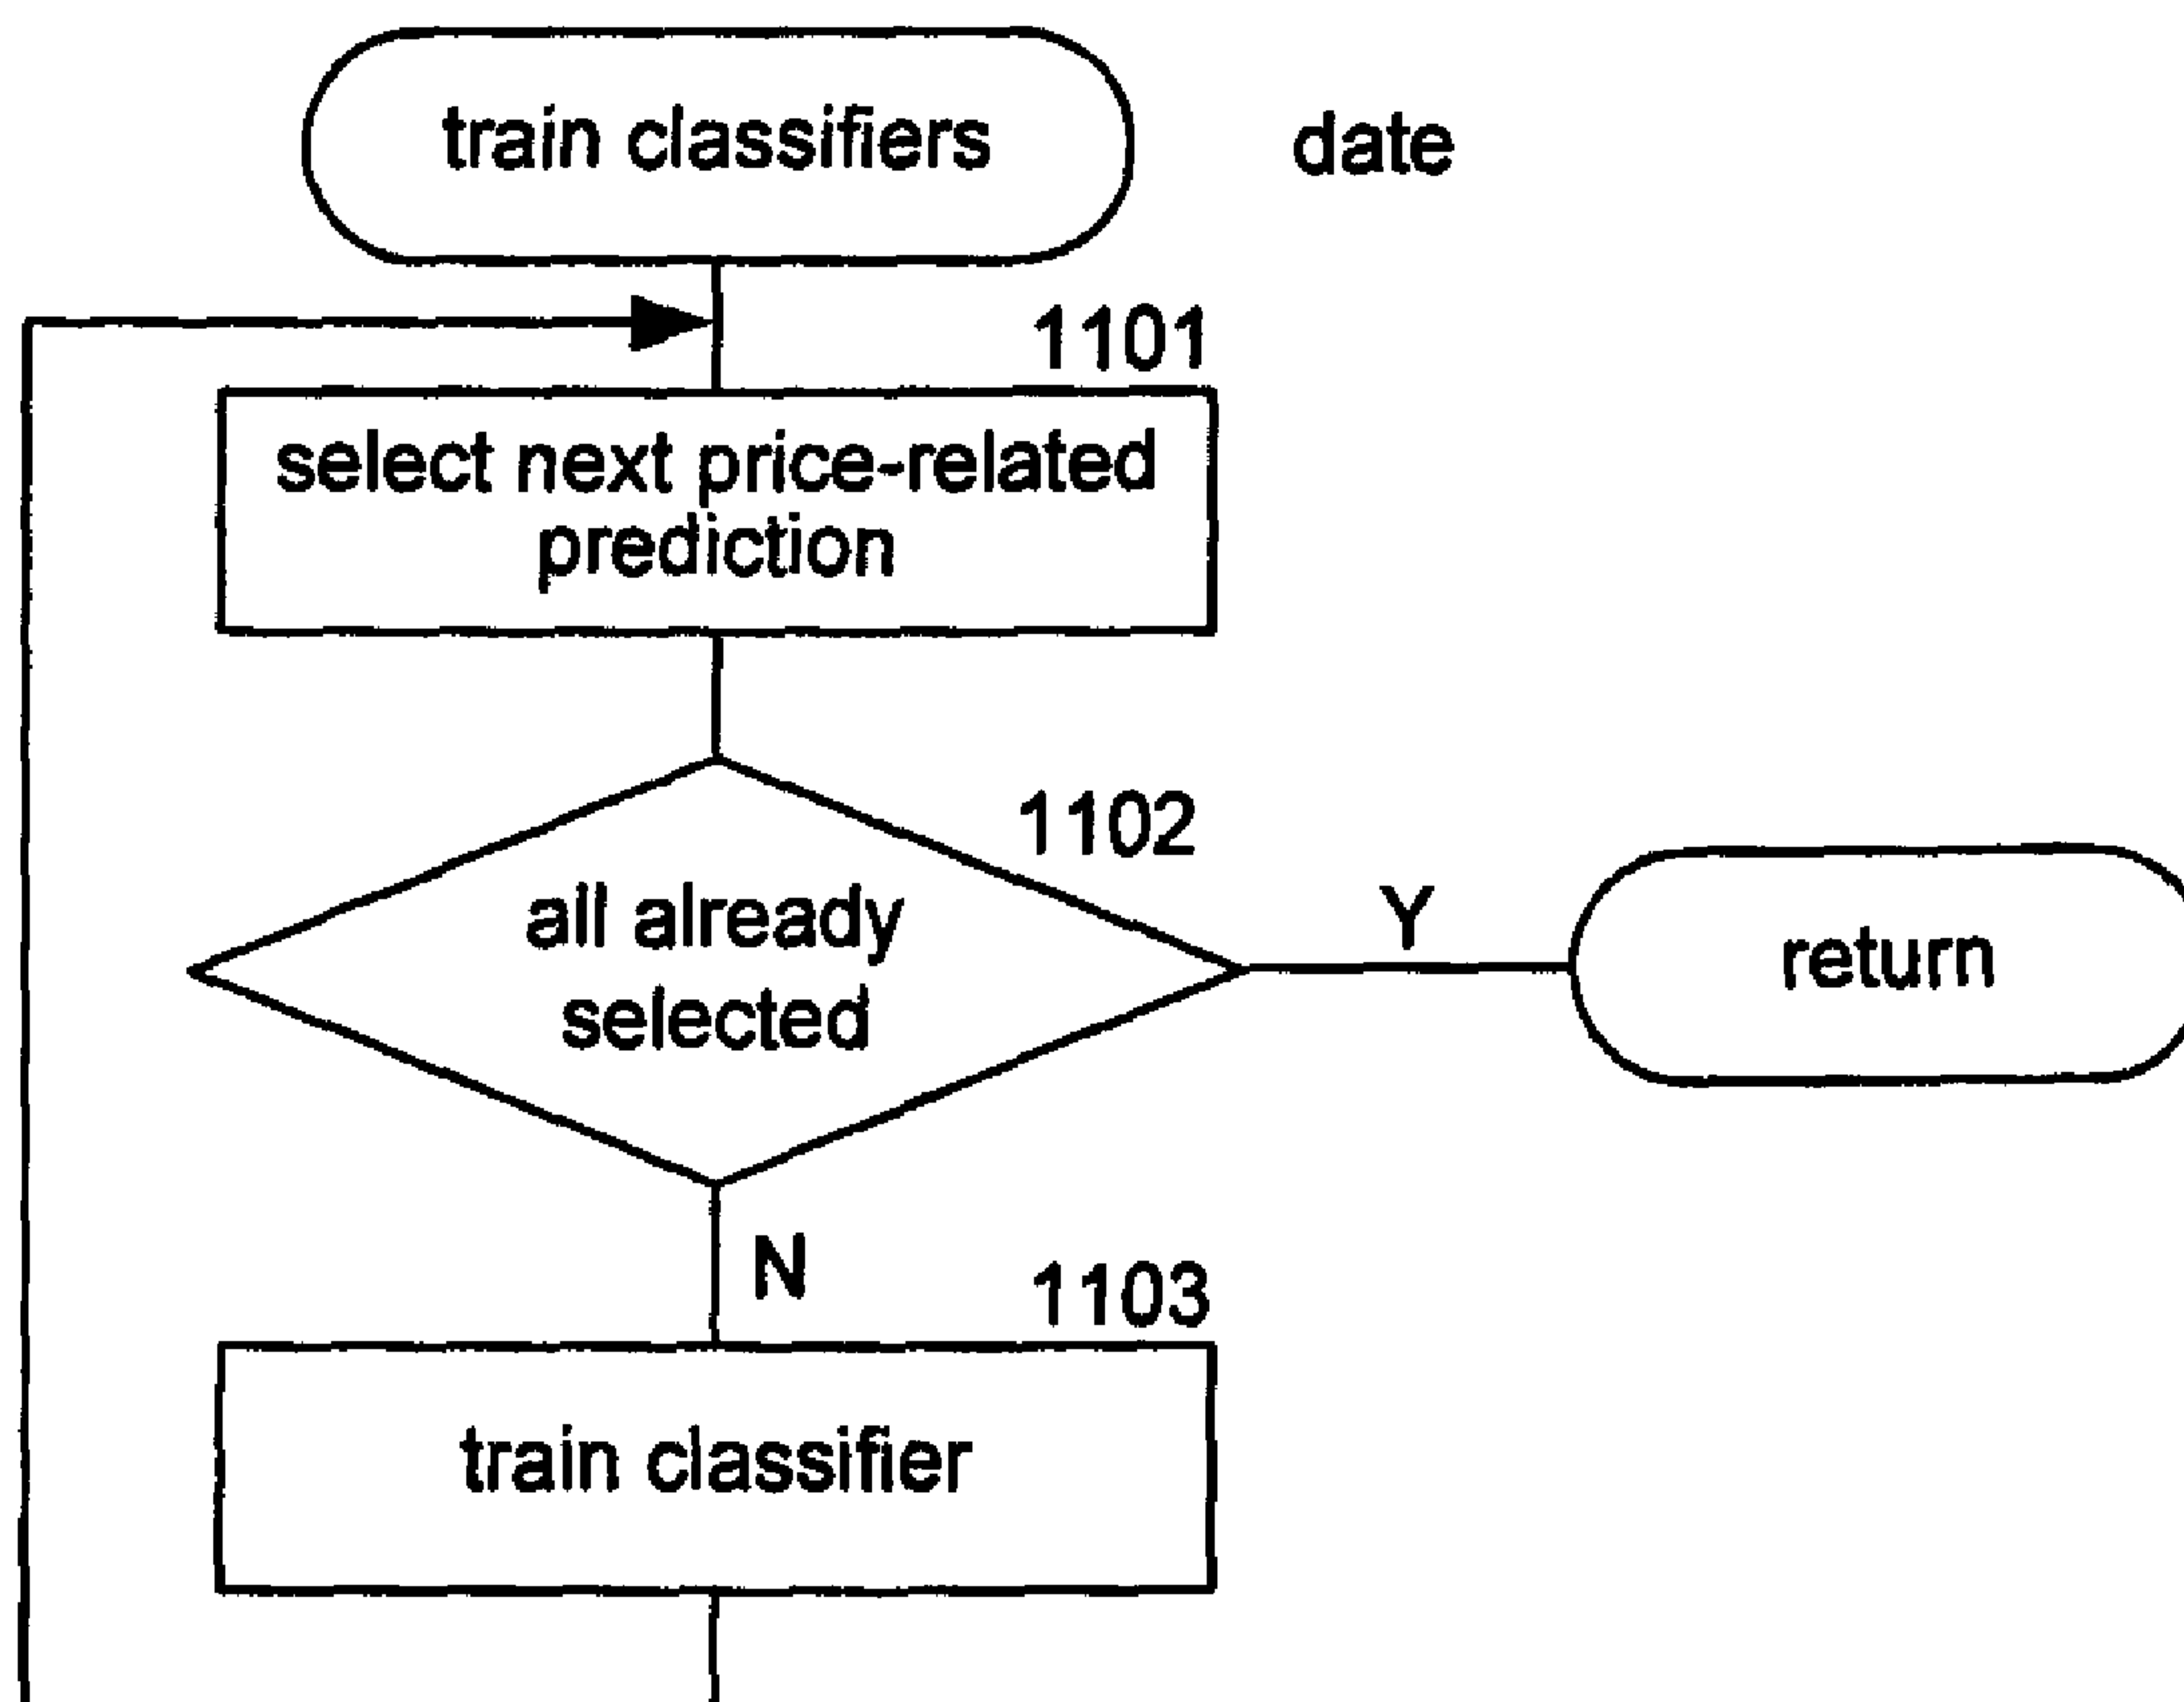 train classifiers
date
1101
select next price-related
prediction
1102
all already
selected
Y
return
N
1103
train classifier